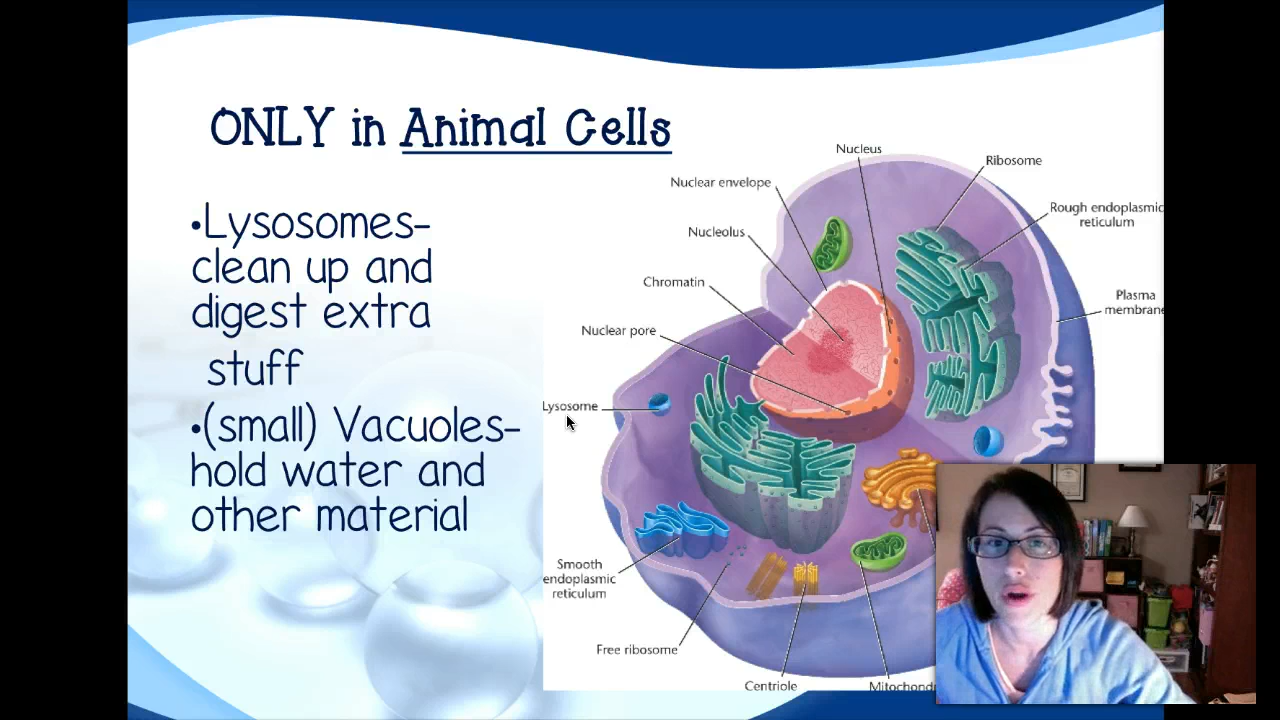 ONLY in Animal Cells
•Lysosomes-
clean up and
digest extra
stuff
•(small) Vacuoles-
hold water and
other material
Nucleus
Ribosome
Nuclear envelope
Rough endoplasmic
reticulum
Nucleolus
Chromatin
Plasma
membrane
Nuclear pore
Lysosome
Smooth
endoplasmic
reticulum
Free ribosome
Centriole
Mitochond